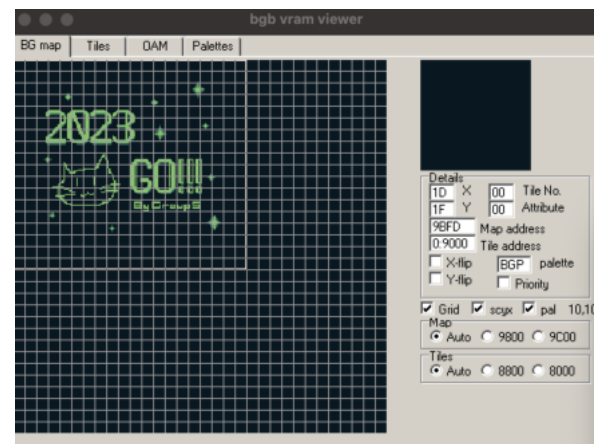 bgb vram viewer
BG map Tiles OAM Palettes
2023
GO!!!
By GroupS
Details
1D X 00 Tile No.
1F Y 00 Attribute
9BFD Map address
0:9000 Tile address
X-flip BGP palette
Y-flip Priority
Grid scyx pal 10,10
Map
Auto 9800 9C00
Tiles
Auto 8800 8000